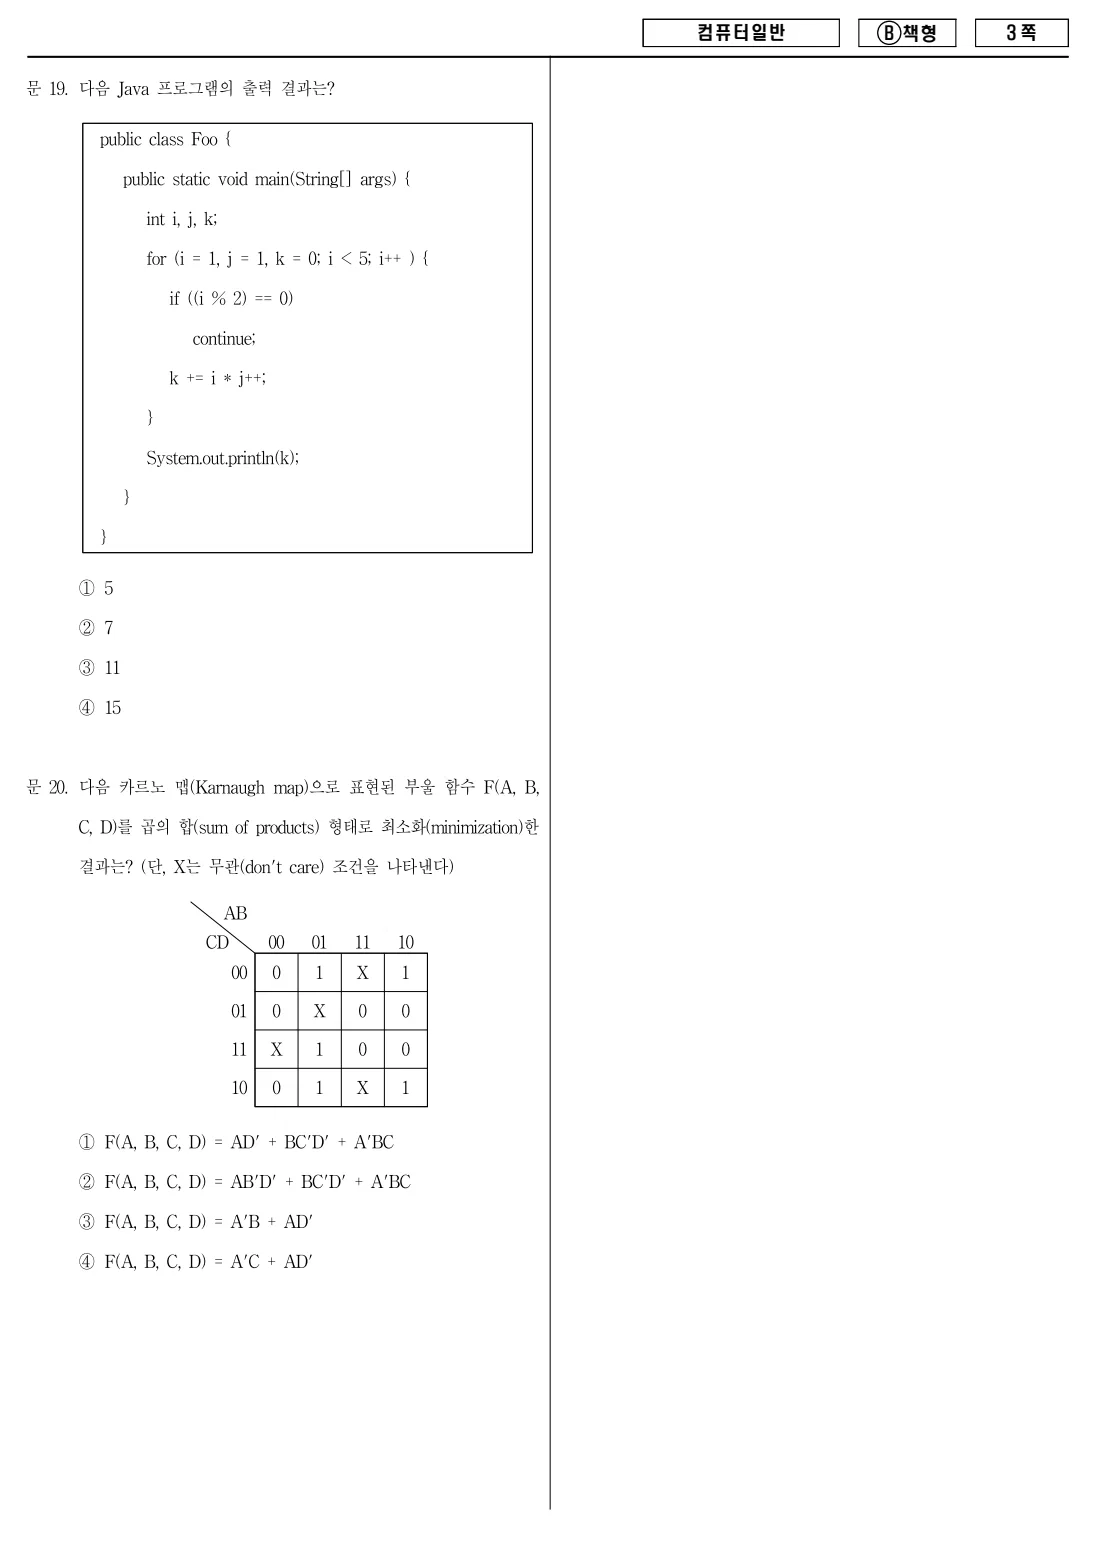 컴퓨터일반 Ⓑ책형 3쪽
문 19. 다음 Java 프로그램의 출력 결과는?
public class Foo {
public static void main(String[] args) {
int i, j, k;
for (i = 1, j = 1, k = 0; i < 5; i++ ) {
if ((i % 2) == 0)
continue;
k += i * j++;
}
System.out.println(k);
}
}
① 5
② 7
③ 11
④ 15
문 20. 다음 카르노 맵(Karnaugh map)으로 표현된 부울 함수 F(A, B,
C, D)를 곱의 합(sum of products) 형태로 최소화(minimization)한
결과는? (단, X는 무관(don't care) 조건을 나타낸다)
AB
CD 00 01 11 10
00 0 1 X 1
01 0 X 0 0
11 X 1 0 0
10 0 1 X 1
① F(A, B, C, D) = AD′ + BC′D′ + A′BC
② F(A, B, C, D) = AB′D′ + BC′D′ + A′BC
③ F(A, B, C, D) = A′B + AD′
④ F(A, B, C, D) = A′C + AD′